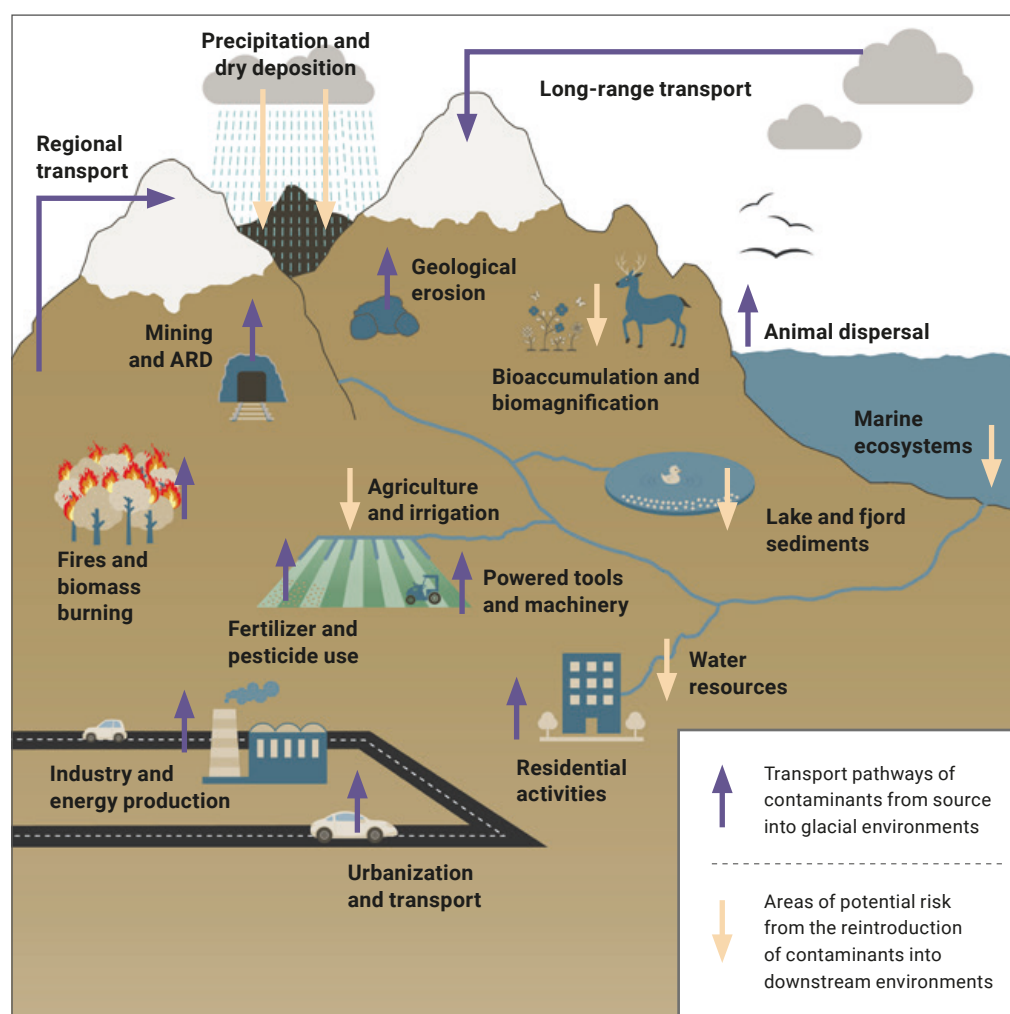 Precipitation and
dry deposition
Long-range transport
Regional
transport
Geological
erosion
Mining
and ARD
Animal dispersal
Bioaccumulation and
biomagnification
Marine
ecosystems
Agriculture
and irrigation
Lake and fjord
sediments
Fires and
biomass
burning
Powered tools
and machinery
Fertilizer and
pesticide use
Water
resources
Industry and
energy production
Residential
activities
Urbanization
and transport
Transport pathways of
contaminants from source
into glacial environments
Areas of potential risk
from the reintroduction
of contaminants into
downstream environments